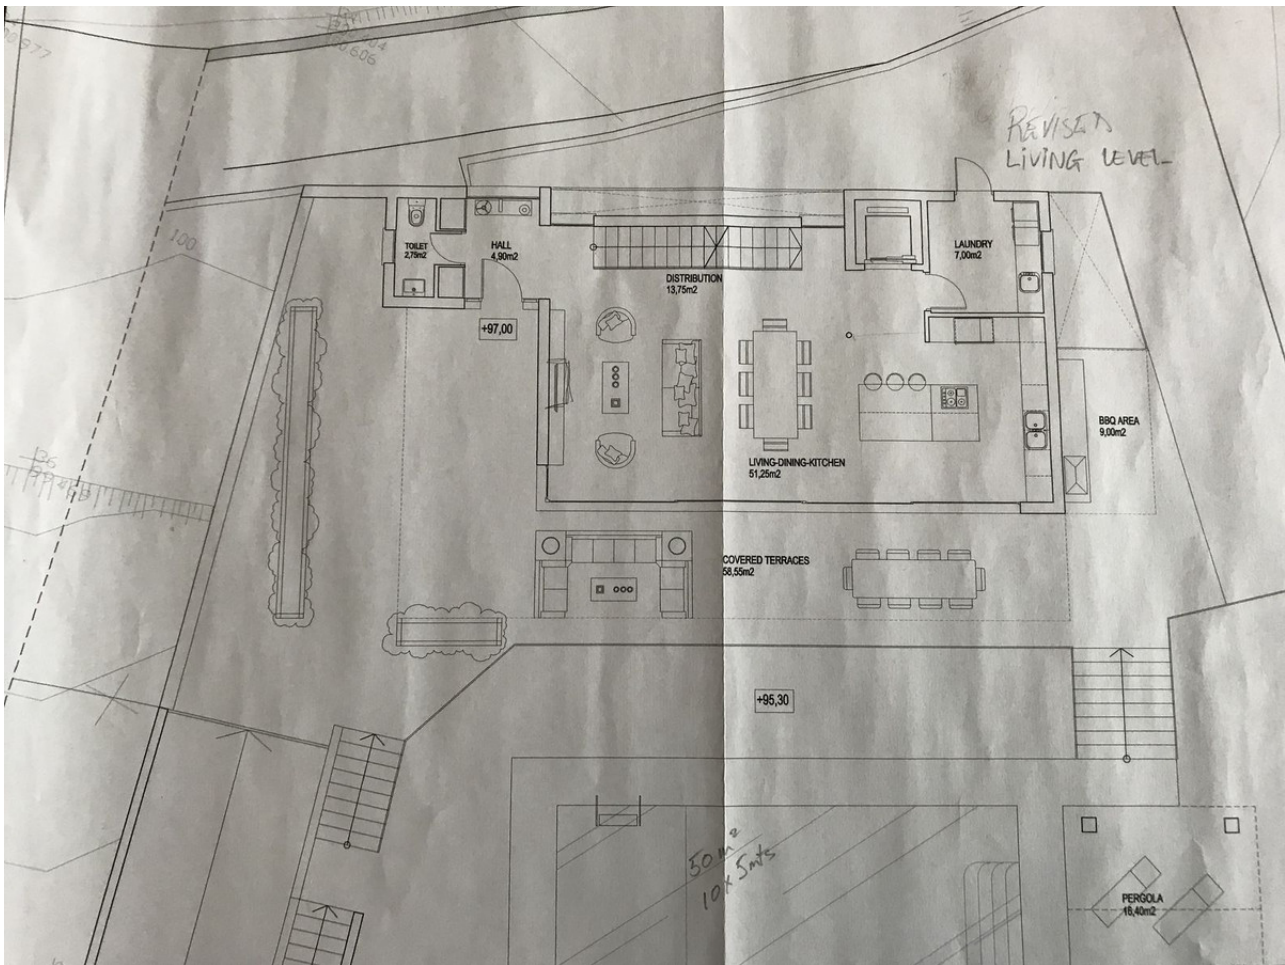 REVISED
LIVING LEVEL
100
TOILET
2,75m2
HALL
4,90m2
LAUNDRY
7,00m2
DISTRIBUTION
13,75m2
+97,00
BBQ AREA
9,00m2
LIVING-DINING-KITCHEN
51,25m2
COVERED TERRACES
58,55m2
+95,30
50 m²
10 x 5 mts
PERGOLA
16,40m2